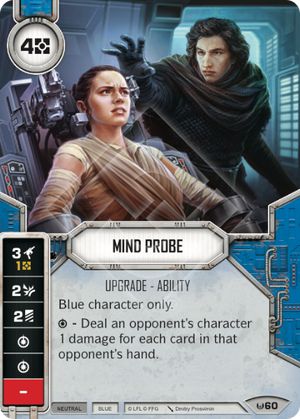 4
MIND PROBE
3
1
UPGRADE - ABILITY
2
Blue character only.
2
- Deal an opponent's character
1 damage for each card in that
opponent's hand.
-
NEUTRAL BLUE © LFL © FFG Dmitry Prosvirnin 60